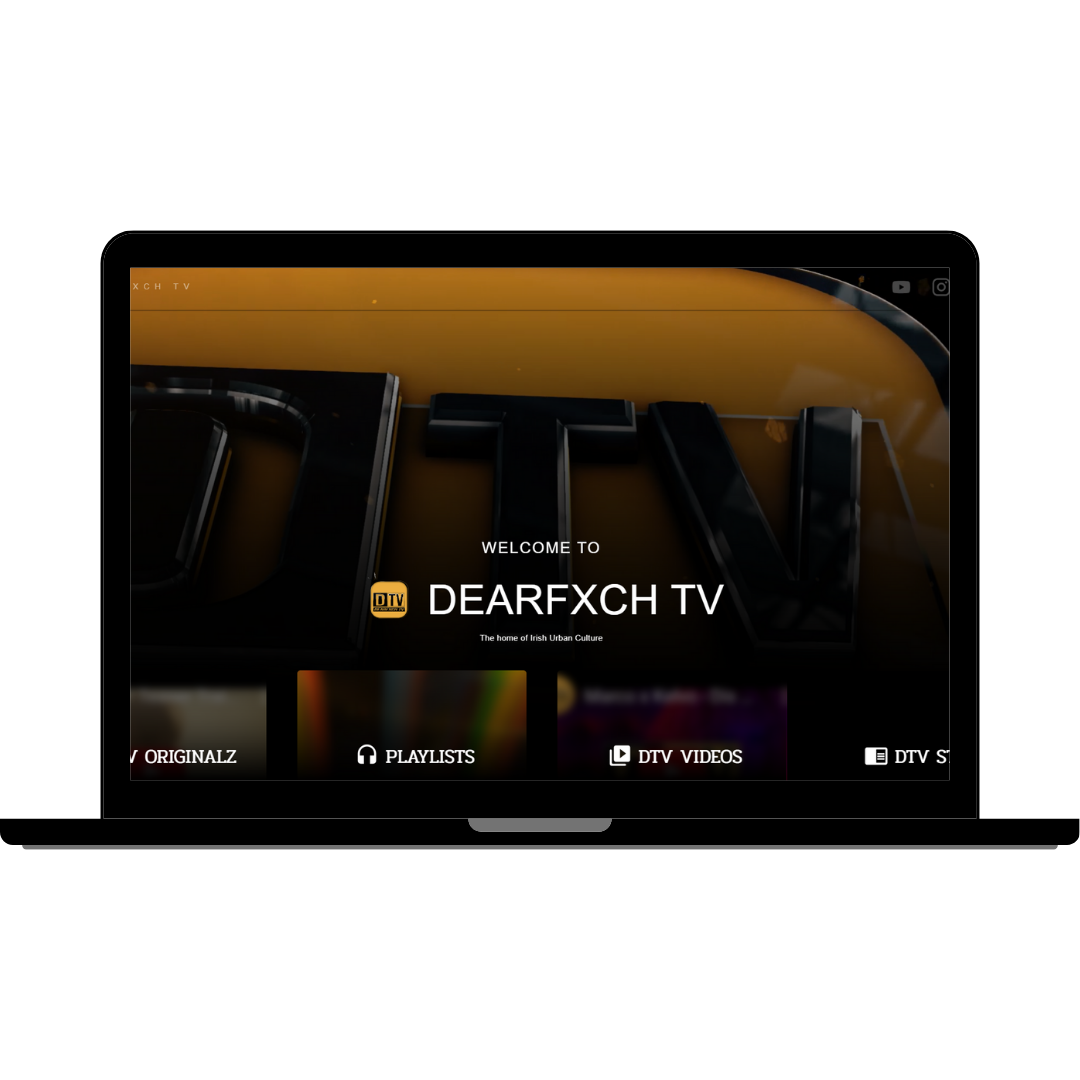 XCH TV
DTV
WELCOME TO
DTV
DEARFXCH TV
The home of Irish Urban Culture
V ORIGINALZ
PLAYLISTS
DTV VIDEOS
DTV ST